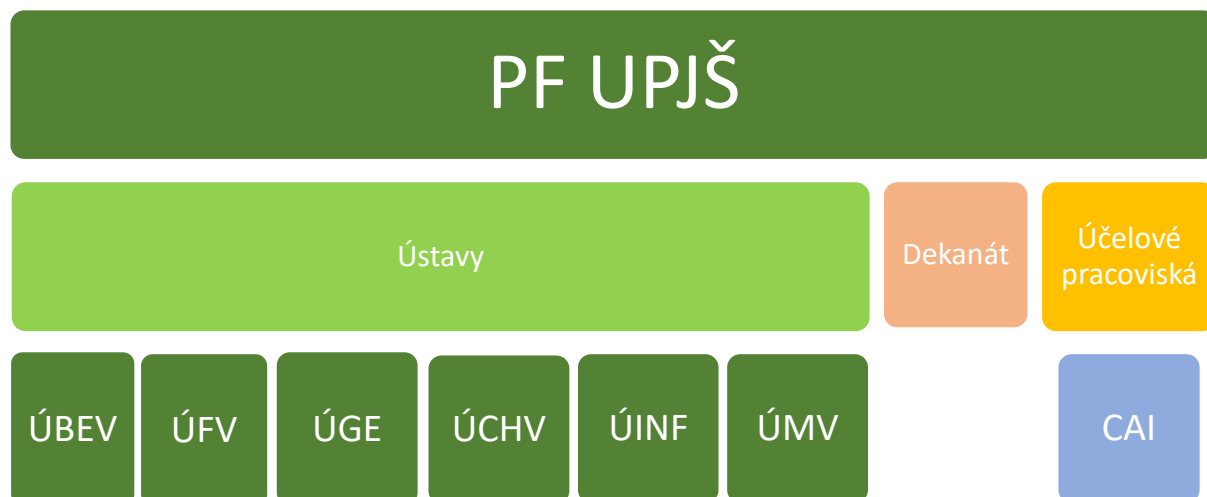 PF UPJŠ
Ústavy
Dekanát
Účelové
pracoviská
ÚBEV
ÚFV
ÚGE
ÚCHV
ÚINF
ÚMV
CAI